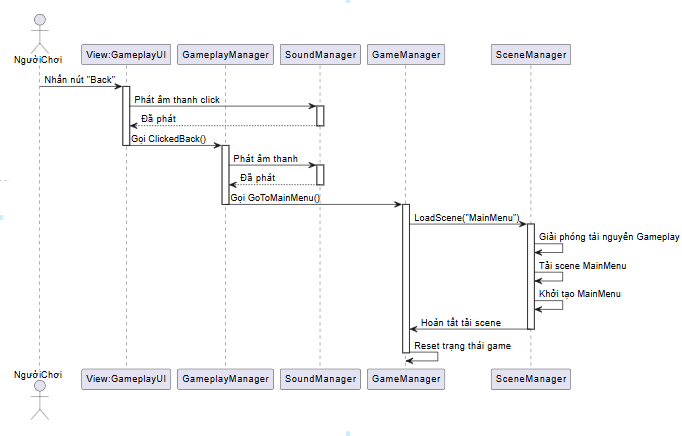 NgườiChơi
View:GameplayUI
GameplayManager
SoundManager
GameManager
SceneManager
Nhấn nút "Back"
Phát âm thanh click
Đã phát
Gọi ClickedBack()
Phát âm thanh
Đã phát
Gọi GoToMainMenu()
LoadScene("MainMenu")
Giải phóng tài nguyên Gameplay
Tải scene MainMenu
Khởi tạo MainMenu
Hoàn tất tải scene
Reset trạng thái game
NgườiChơi
View:GameplayUI
GameplayManager
SoundManager
GameManager
SceneManager